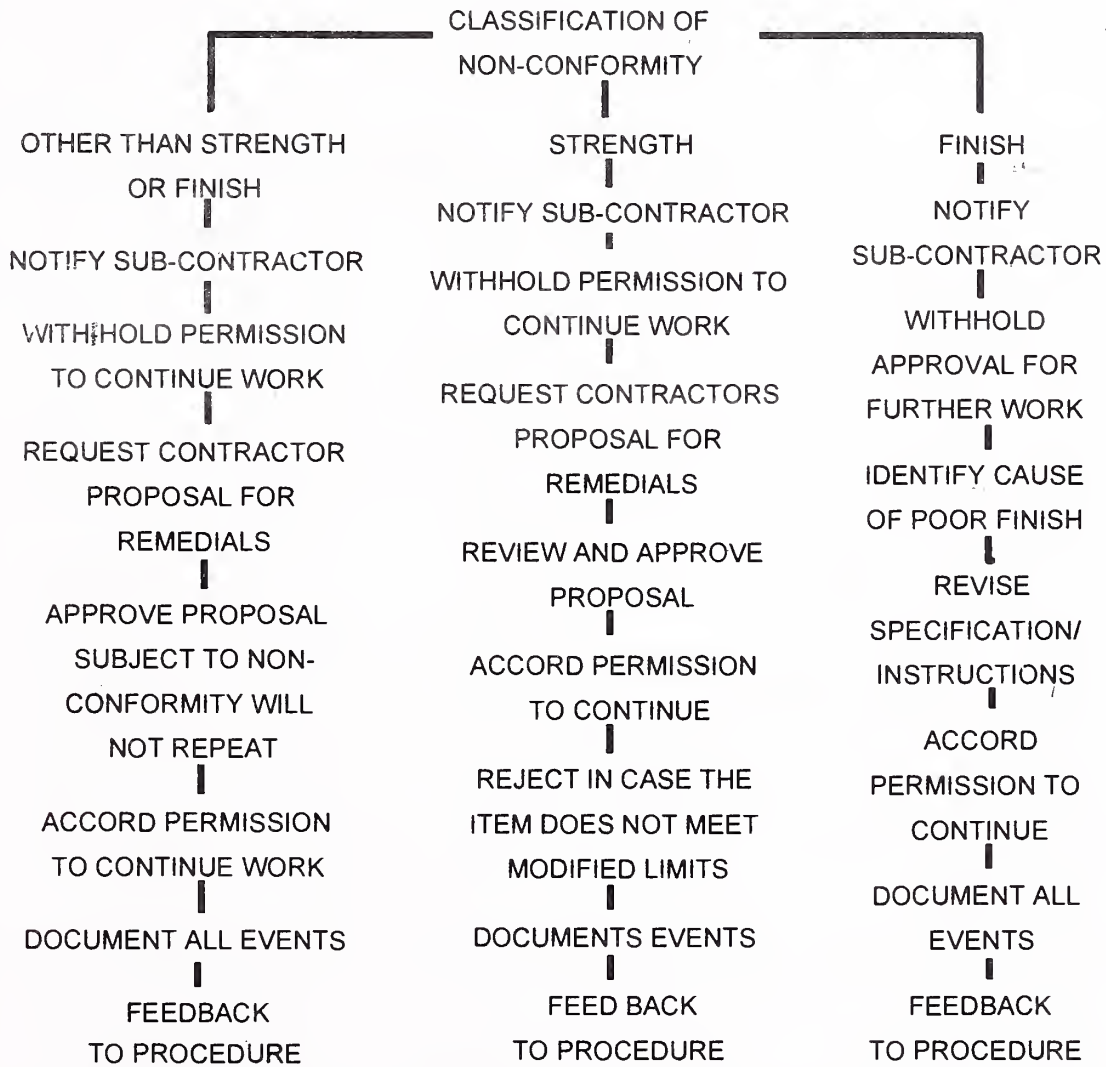 CLASSIFICATION OF
NON-CONFORMITY
OTHER THAN STRENGTH
OR FINISH
NOTIFY SUB-CONTRACTOR
WITHHOLD PERMISSION
TO CONTINUE WORK
REQUEST CONTRACTOR
PROPOSAL FOR
REMEDIALS
APPROVE PROPOSAL
SUBJECT TO NON-
CONFORMITY WILL
NOT REPEAT
ACCORD PERMISSION
TO CONTINUE WORK
DOCUMENT ALL EVENTS
FEEDBACK
TO PROCEDURE
STRENGTH
NOTIFY SUB-CONTRACTOR
WITHHOLD PERMISSION TO
CONTINUE WORK
REQUEST CONTRACTORS
PROPOSAL FOR
REMEDIALS
REVIEW AND APPROVE
PROPOSAL
ACCORD PERMISSION
TO CONTINUE
REJECT IN CASE THE
ITEM DOES NOT MEET
MODIFIED LIMITS
DOCUMENTS EVENTS
FEED BACK
TO PROCEDURE
FINISH
NOTIFY
SUB-CONTRACTOR
WITHHOLD
APPROVAL FOR
FURTHER WORK
IDENTIFY CAUSE
OF POOR FINISH
REVISE
SPECIFICATION/
INSTRUCTIONS
ACCORD
PERMISSION TO
CONTINUE
DOCUMENT ALL
EVENTS
FEEDBACK
TO PROCEDURE